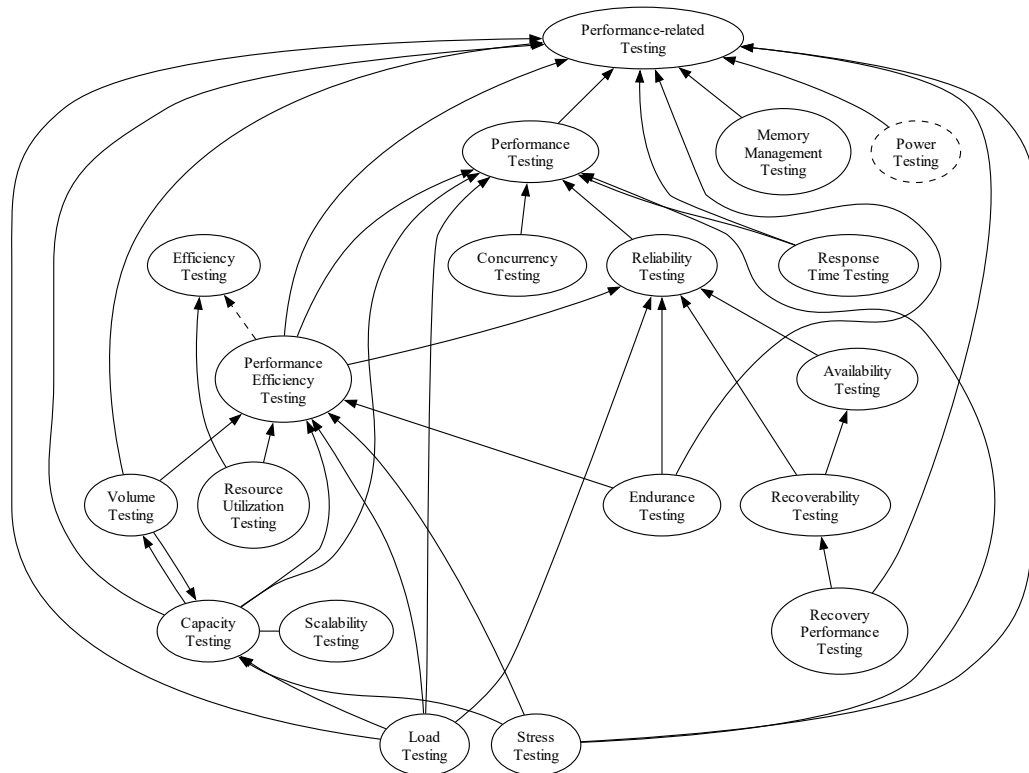 Performance-related
Testing
Performance
Testing
Memory
Management
Testing
Power
Testing
Efficiency
Testing
Concurrency
Testing
Reliability
Testing
Response
Time Testing
Performance
Efficiency
Testing
Availability
Testing
Volume
Testing
Resource
Utilization
Testing
Endurance
Testing
Recoverability
Testing
Capacity
Testing
Scalability
Testing
Recovery
Performance
Testing
Load
Testing
Stress
Testing